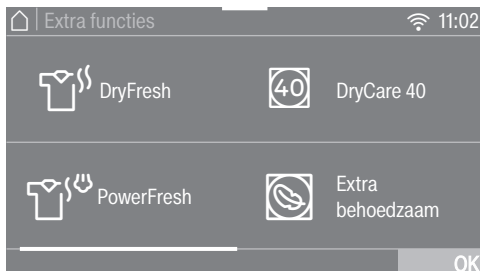 Extra functies
11:02
DryFresh
40
DryCare 40
PowerFresh
Extra
behoedzaam
OK